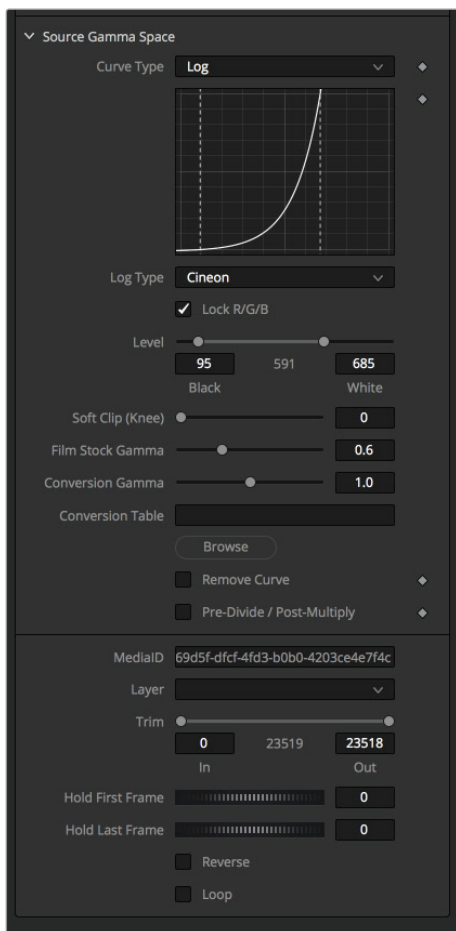 Source Gamma Space
Curve Type Log
Log Type Cineon
Lock R/G/B
Level
95 591 685
Black White
Soft Clip (Knee) 0
Film Stock Gamma 0.6
Conversion Gamma 1.0
Conversion Table
Browse
Remove Curve
Pre-Divide / Post-Multiply
MediaID 69d5f-dfcf-4fd3-b0b0-4203ce4e7f4c
Layer
Trim
0 23519 23518
In Out
Hold First Frame 0
Hold Last Frame 0
Reverse
Loop